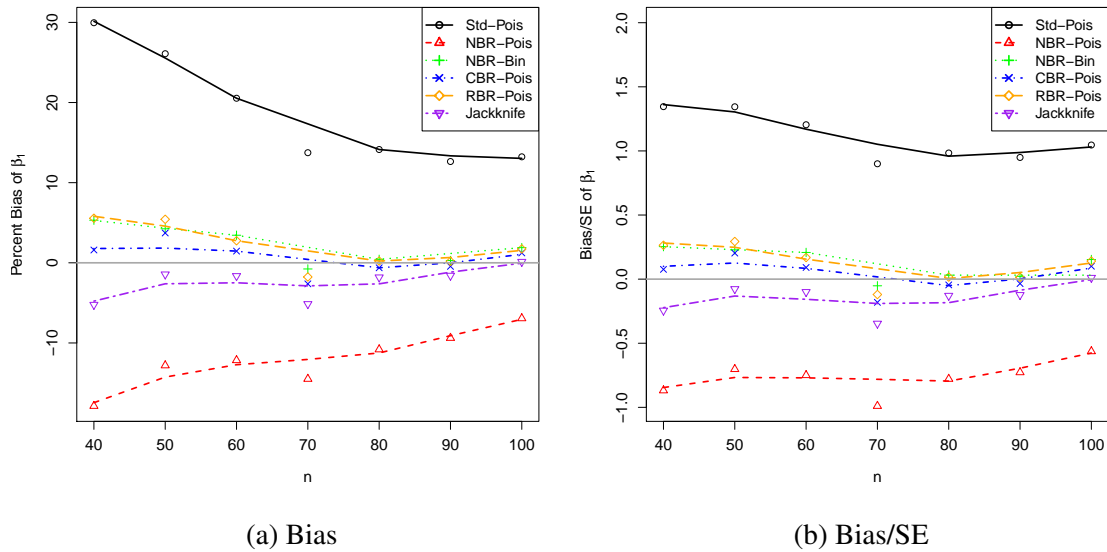 30
20
10
0
−10
40
50
60
70
80
90
100
n
Percent Bias of β1
Std−Pois
NBR−Pois
NBR−Bin
CBR−Pois
RBR−Pois
Jackknife
(a) Bias
2.0
1.5
1.0
0.5
0.0
−0.5
−1.0
40
50
60
70
80
90
100
n
Bias/SE of β1
Std−Pois
NBR−Pois
NBR−Bin
CBR−Pois
RBR−Pois
Jackknife
(b) Bias/SE